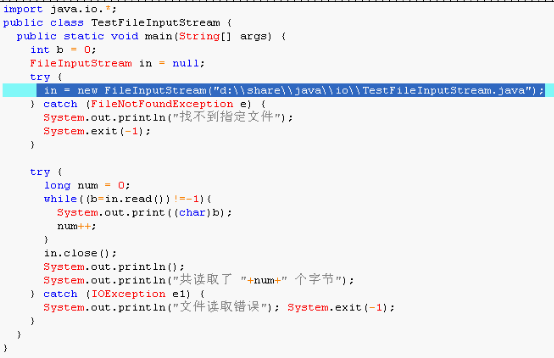 import java.io.*;
public class TestFileInputStream {
  public static void main(String[] args) {
    int b = 0;
    FileInputStream in = null;
    try {
      in = new FileInputStream("d:\\share\\java\\io\\TestFileInputStream.java");
    } catch (FileNotFoundException e) {
      System.out.println("找不到指定文件");
      System.exit(-1);
    }

    try {
      long num = 0;
      while((b=in.read())!=-1){
        System.out.print((char)b);
        num++;
      }
      in.close();
      System.out.println();
      System.out.println("共读取了 "+num+" 个字节");
    } catch (IOException e1) {
      System.out.println("文件读取错误"); System.exit(-1);
    }
  }
}